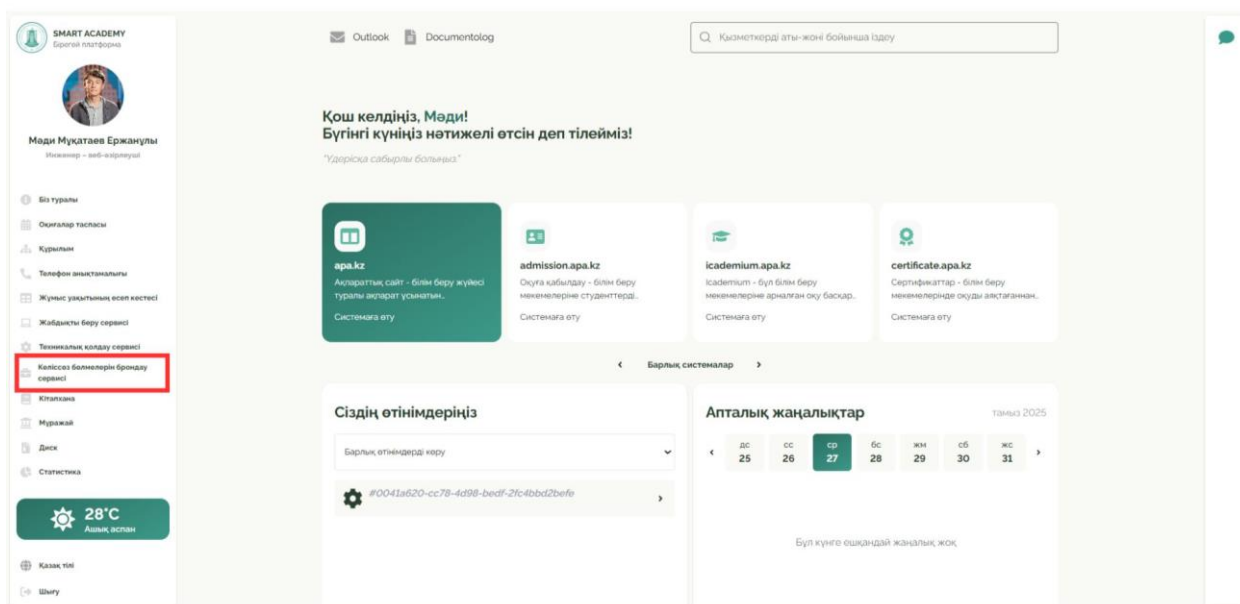 SMART ACADEMY
Бірегей платформа
Мәди Мұқатаев Ержанұлы
Инженер – веб-әзірлеуші
Біз туралы
Оқиғалар таспасы
Құрылым
Телефон анықтамалығы
Жұмыс уақытының есеп кестесі
Жабдықты беру сервисі
Техникалық қолдау сервисі
Келіссөз бөлмелерін брондау
сервисі
Кітапхана
Мұражай
Диск
Статистика
28°C
Ашық аспан
Қазақ тілі
Шығу
Outlook
Documentolog
Қызметкерді аты-жөні бойынша іздеу
Қош келдіңіз, Мәди!
Бүгінгі күніңіз нәтижелі өтсін деп тілейміз!
"Үдеріске сабырлы болыңыз."
apa.kz
Ақпараттық сайт - білім беру жүйесі
туралы ақпарат ұсынатын..
Системаға өту
admission.apa.kz
Оқуға қабылдау - білім беру
мекемелеріне студенттерді..
Системаға өту
icademium.apa.kz
Icademium - бұл білім беру
мекемелеріне арналған оқу басқар..
Системаға өту
certificate.apa.kz
Сертификаттар - білім беру
мекемелерінде оқуды аяқтағаннан..
Системаға өту
‹ Барлық системалар ›
Сіздің өтінімдеріңіз
Барлық өтінімдерді көру
#0041a620-cc78-4d98-bedf-2fc4bbd2befe
Апталық жаңалықтар
тамыз 2025
дс сс ср бс жм сб жс
25 26 27 28 29 30 31
Бұл күнге ешқандай жаңалық жоқ